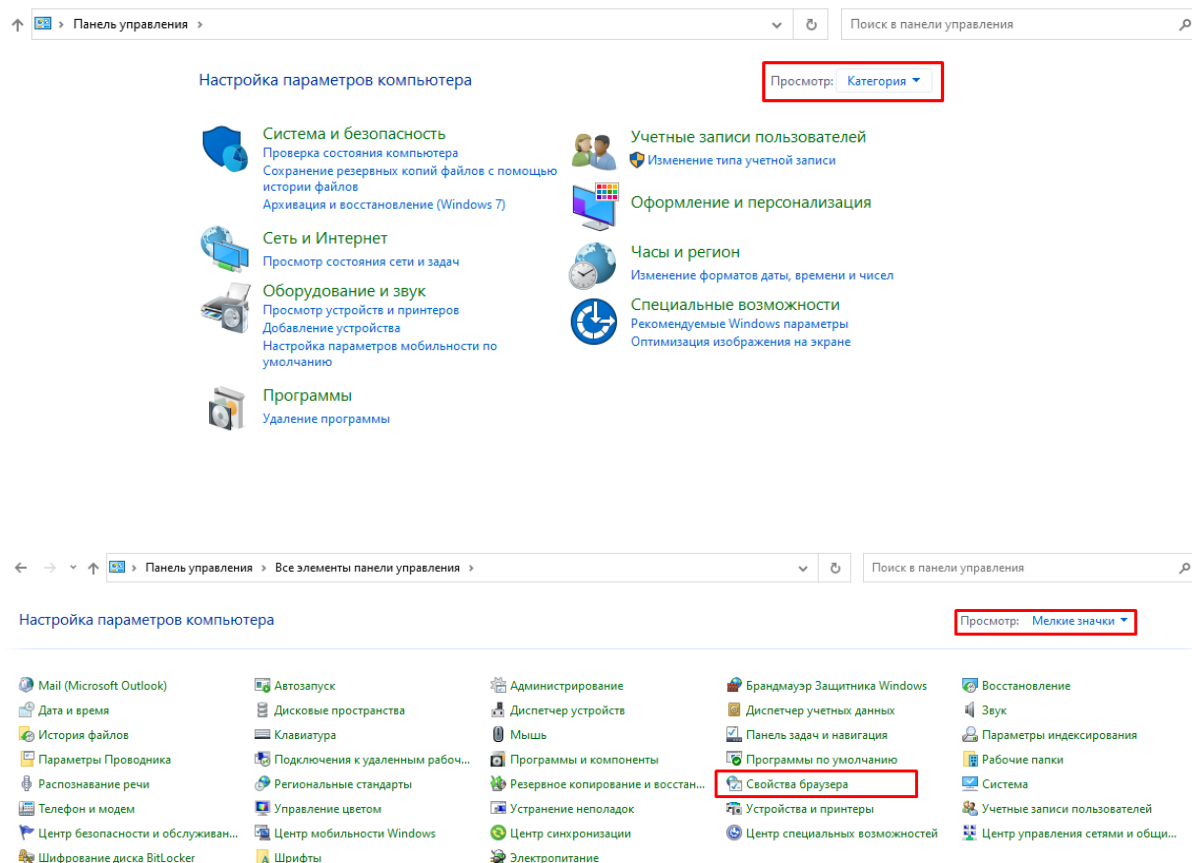 Панель управления
Поиск в панели управления
Настройка параметров компьютера
Просмотр: Категория
Система и безопасность
Проверка состояния компьютера
Сохранение резервных копий файлов с помощью
истории файлов
Архивация и восстановление (Windows 7)
Сеть и Интернет
Просмотр состояния сети и задач
Оборудование и звук
Просмотр устройств и принтеров
Добавление устройства
Настройка параметров мобильности по
умолчанию
Программы
Удаление программы
Учетные записи пользователей
Изменение типа учетной записи
Оформление и персонализация
Часы и регион
Изменение форматов даты, времени и чисел
Специальные возможности
Рекомендуемые Windows параметры
Оптимизация изображения на экране
Панель управления > Все элементы панели управления >
Поиск в панели управления
Настройка параметров компьютера
Просмотр: Мелкие значки
Mail (Microsoft Outlook)
Автозапуск
Администрирование
Брандмауэр Защитника Windows
Восстановление
Дата и время
Дисковые пространства
Диспетчер устройств
Диспетчер учетных данных
Звук
История файлов
Клавиатура
Мышь
Панель задач и навигация
Параметры индексирования
Параметры Проводника
Подключения к удаленным рабоч...
Программы и компоненты
Программы по умолчанию
Рабочие папки
Распознавание речи
Региональные стандарты
Резервное копирование и восстан...
Свойства браузера
Система
Телефон и модем
Управление цветом
Устранение неполадок
Устройства и принтеры
Учетные записи пользователей
Центр безопасности и обслуживан...
Центр мобильности Windows
Центр синхронизации
Центр специальных возможностей
Центр управления сетями и общи...
Шифрование диска BitLocker
Шрифты
Электропитание